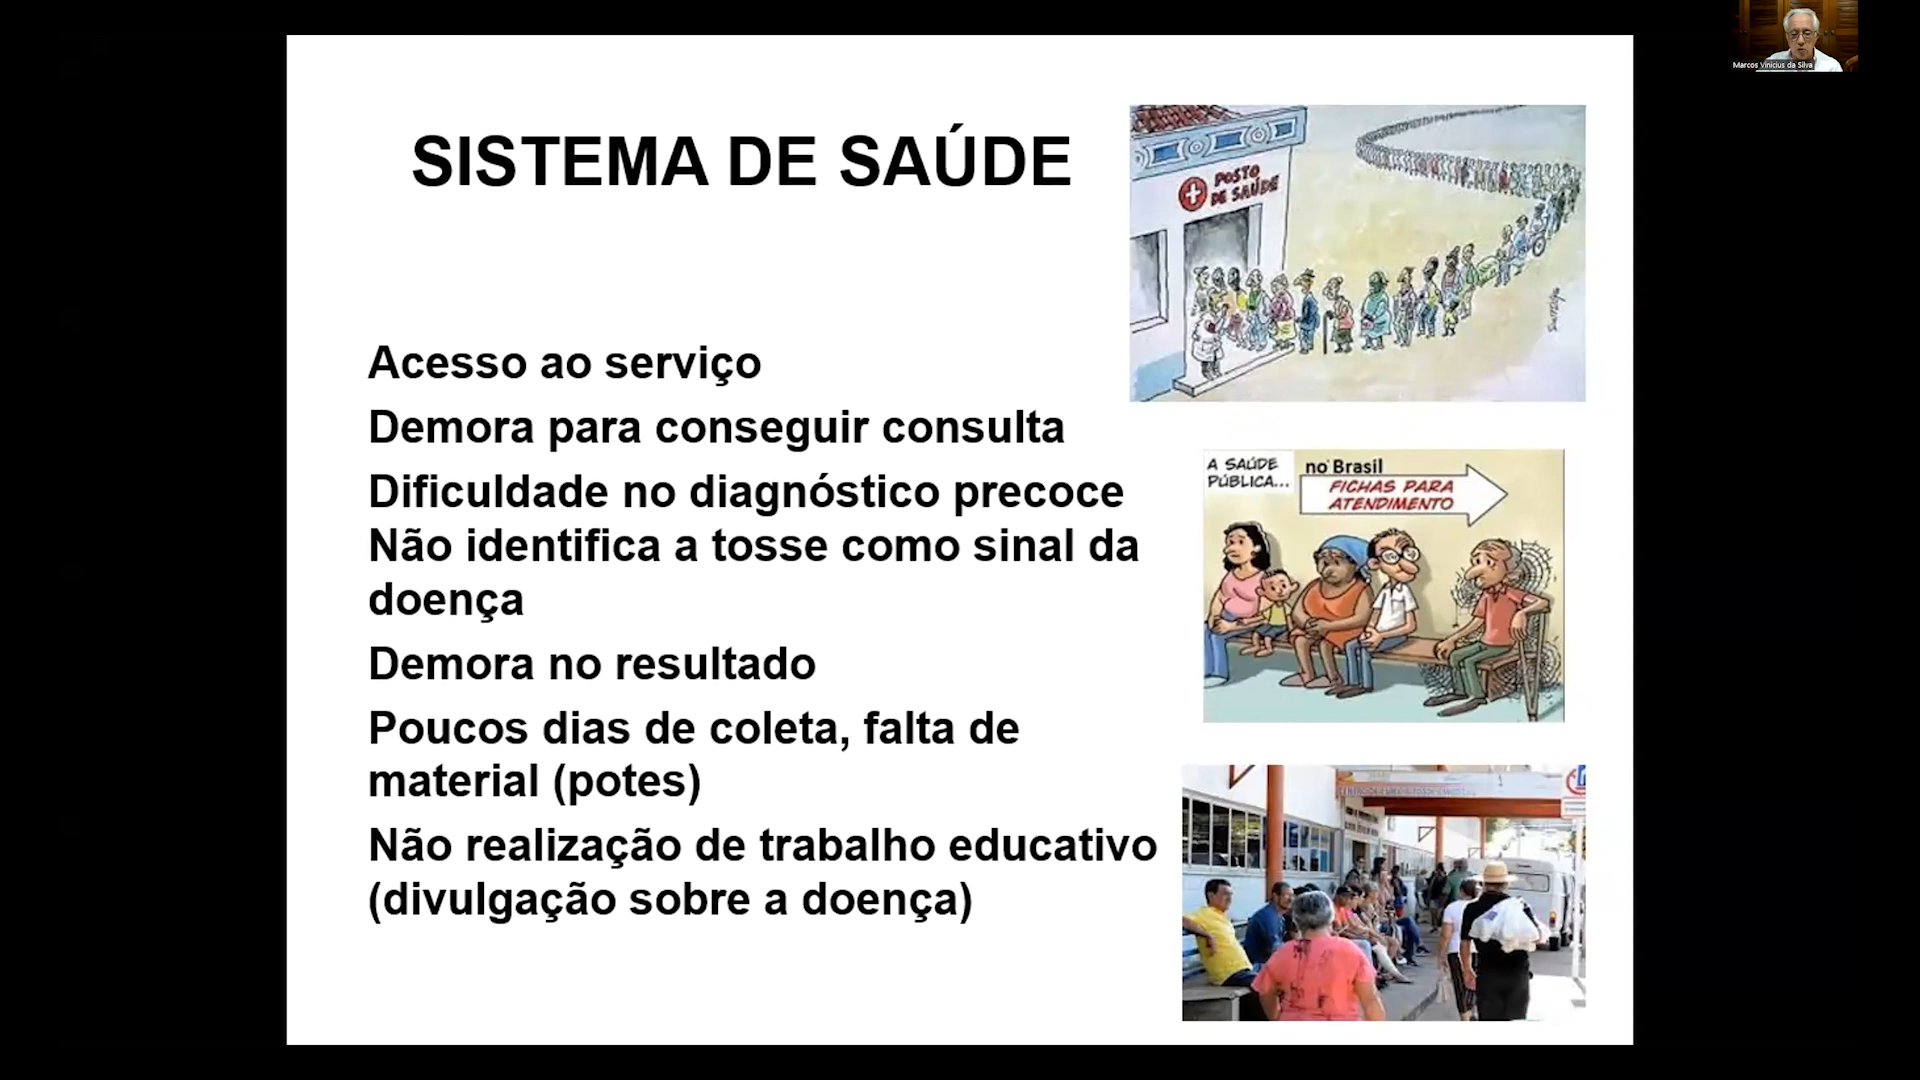 Marcos Vinicius da Silva
SISTEMA DE SAÚDE
POSTO
DE SAÚDE
Acesso ao serviço
Demora para conseguir consulta
Dificuldade no diagnóstico precoce
Não identifica a tosse como sinal da
doença
Demora no resultado
Poucos dias de coleta, falta de
material (potes)
Não realização de trabalho educativo
(divulgação sobre a doença)
A SAÚDE
PÚBLICA...
no Brasil
FICHAS PARA
ATENDIMENTO